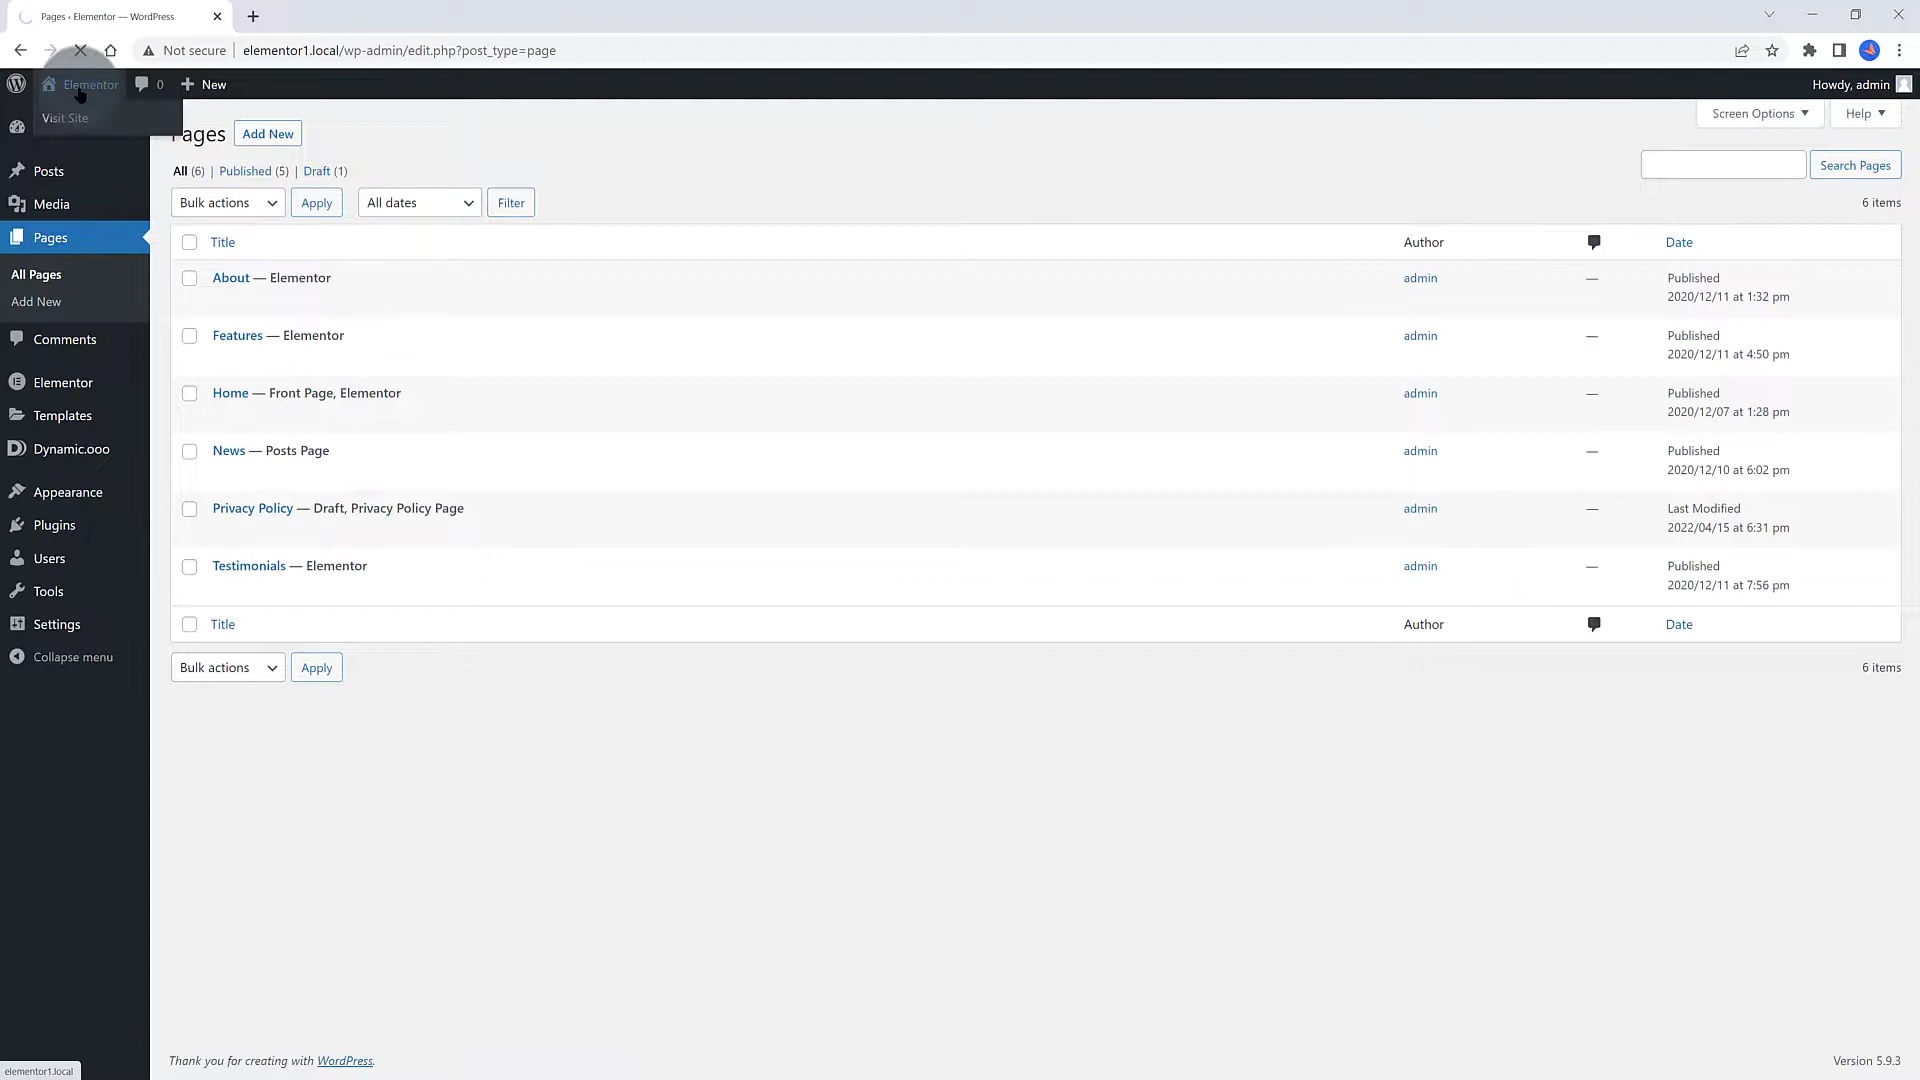 Pages ‹ Elementor — WordPress
Not secure
elementor1.local/wp-admin/edit.php?post_type=page
Elementor
0
New
Howdy, admin
Visit Site
Pages
Add New
Screen Options
Help
All (6) | Published (5) | Draft (1)
Search Pages
Bulk actions
Apply
All dates
Filter
6 items
Title
Author
Date
About — Elementor
admin
—
Published
2020/12/11 at 1:32 pm
Features — Elementor
admin
—
Published
2020/12/11 at 4:50 pm
Home — Front Page, Elementor
admin
—
Published
2020/12/07 at 1:28 pm
News — Posts Page
admin
—
Published
2020/12/10 at 6:02 pm
Privacy Policy — Draft, Privacy Policy Page
admin
—
Last Modified
2022/04/15 at 6:31 pm
Testimonials — Elementor
admin
—
Published
2020/12/11 at 7:56 pm
Title
Author
Date
Bulk actions
Apply
6 items
Posts
Media
Pages
All Pages
Add New
Comments
Elementor
Templates
Dynamic.ooo
Appearance
Plugins
Users
Tools
Settings
Collapse menu
Thank you for creating with WordPress.
Version 5.9.3
elementor1.local